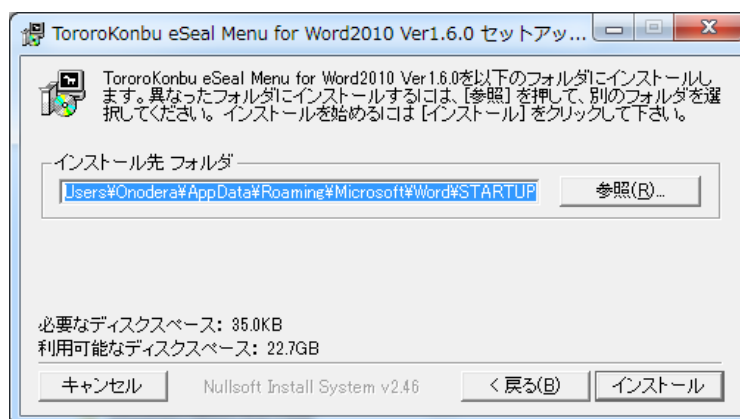 TororoKonbu eSeal Menu for Word2010 Ver1.6.0 セットアッ...
TororoKonbu eSeal Menu for Word2010 Ver1.6.0を以下のフォルダにインストールし
ます。異なったフォルダにインストールするには、[参照] を押して、別のフォルダを選
択してください。インストールを始めるには [インストール] をクリックして下さい。
インストール先 フォルダ
Users¥Onodera¥AppData¥Roaming¥Microsoft¥Word¥STARTUP
参照(R)...
必要なディスクスペース: 35.0KB
利用可能なディスクスペース: 22.7GB
キャンセル
Nullsoft Install System v2.46
< 戻る(B)
インストール